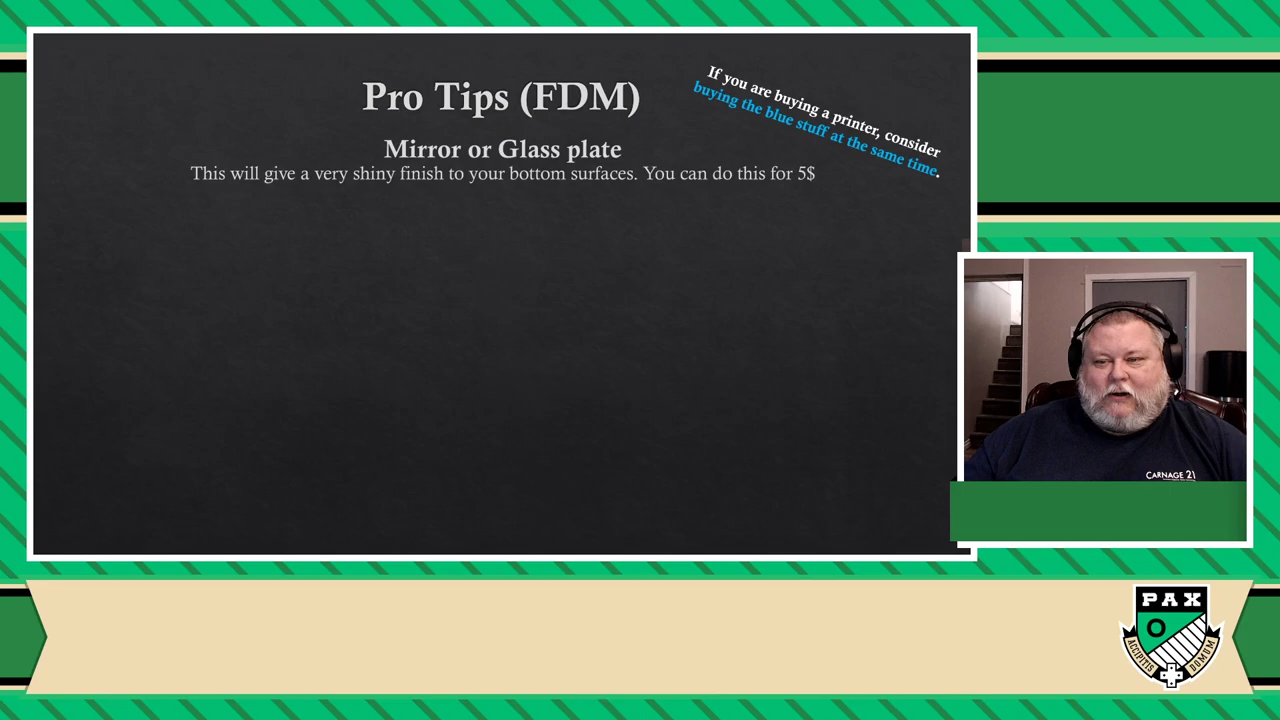 Pro Tips (FDM)
If you are buying a printer, consider
buying the blue stuff at the same time.
Mirror or Glass plate
This will give a very shiny finish to your bottom surfaces. You can do this for 5$
CARNAGE 21
PAX
O
ACCIPITIS DOMUM